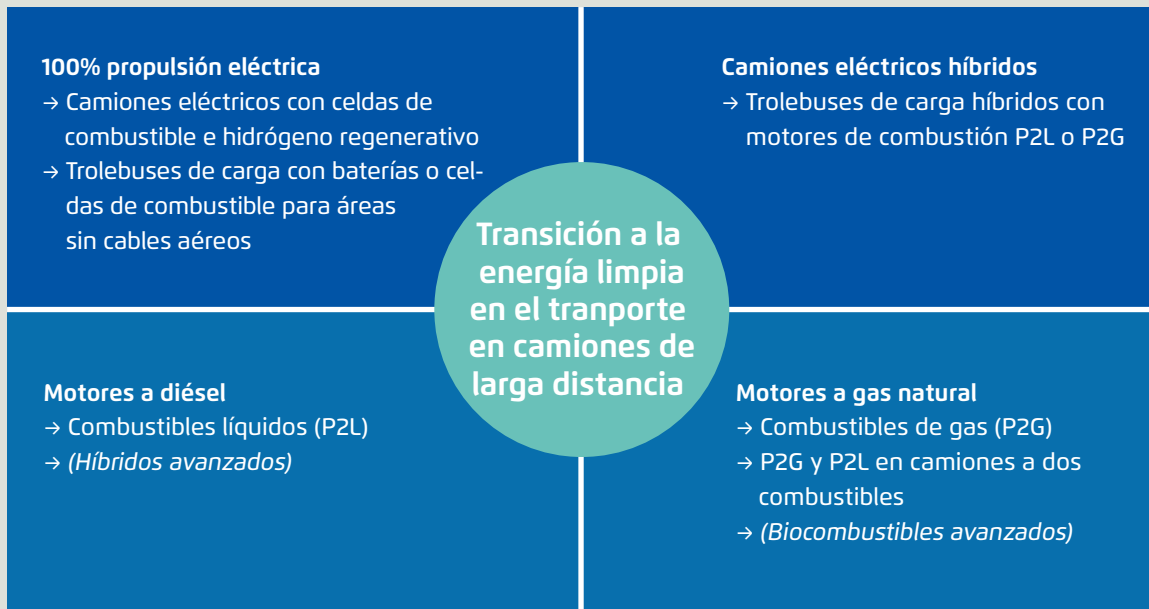 100% propulsión eléctrica
→ Camiones eléctricos con celdas de
combustible e hidrógeno regenerativo
→ Trolebuses de carga con baterías o cel-
das de combustible para áreas
sin cables aéreos
Camiones eléctricos híbridos
→ Trolebuses de carga híbridos con
motores de combustión P2L o P2G
Transición a la
energía limpia
en el tranporte
en camiones de
larga distancia
Motores a diésel
→ Combustibles líquidos (P2L)
→ (Híbridos avanzados)
Motores a gas natural
→ Combustibles de gas (P2G)
→ P2G y P2L en camiones a dos
combustibles
→ (Biocombustibles avanzados)